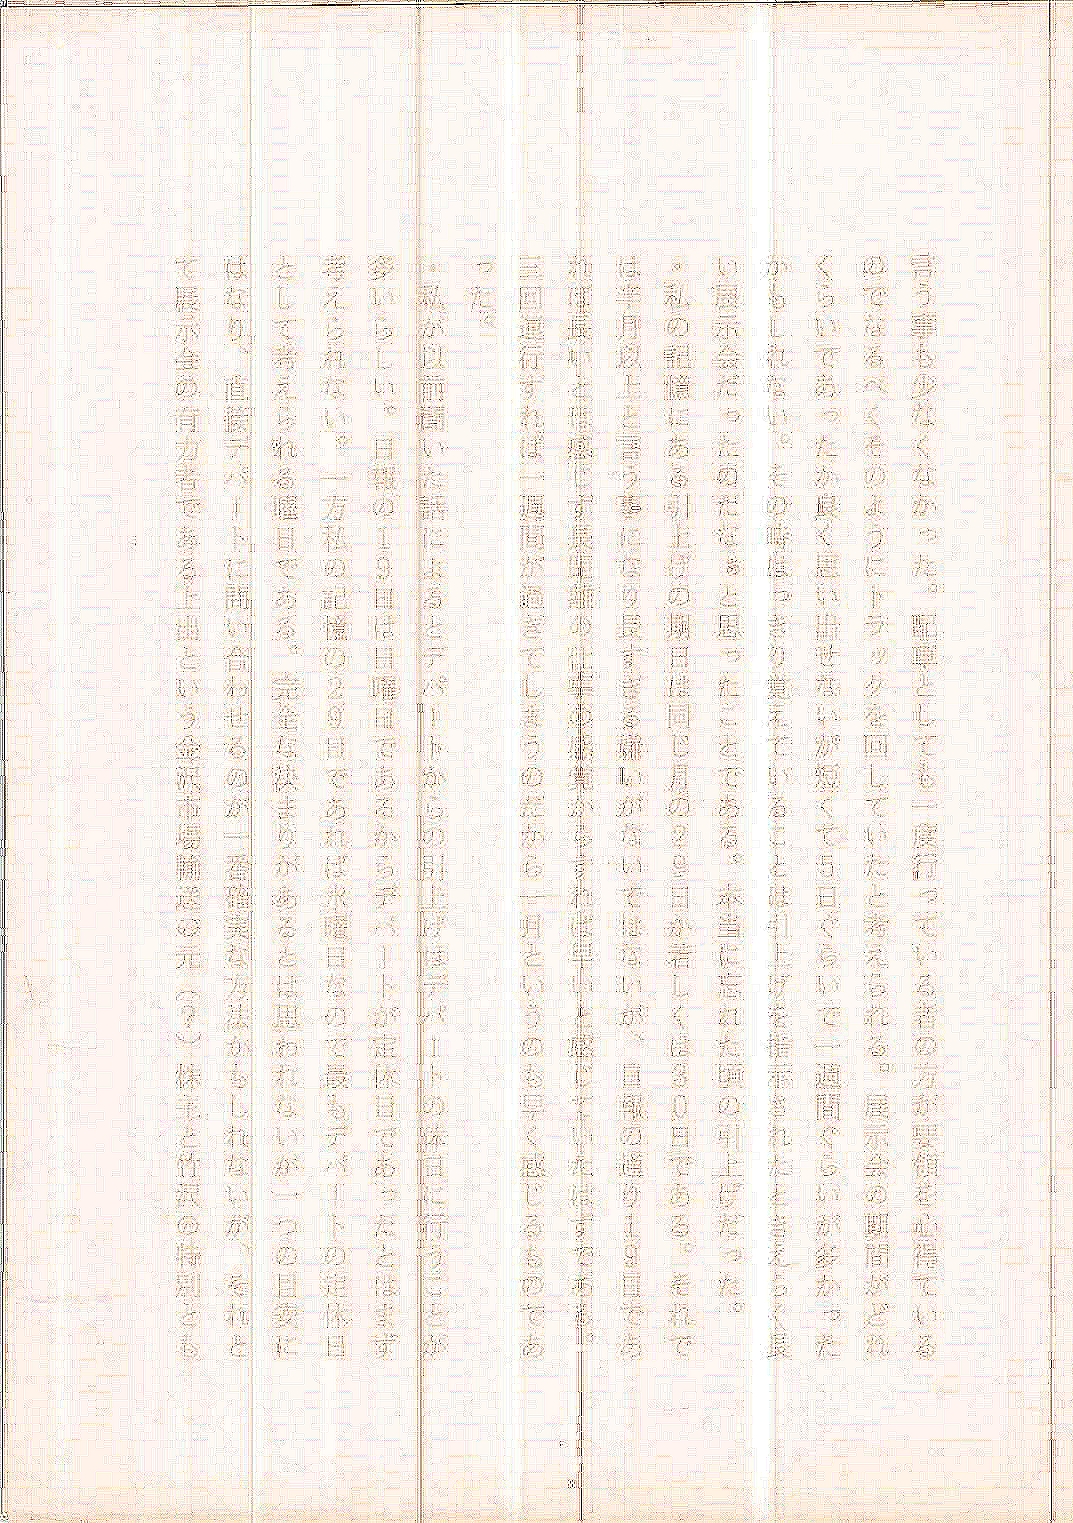 言う事も少なくなかった。配車としても一度行っている者の方が要領を心得ている
のでなるべくそのようにトラックを回していたと考えられる。展示会の期間がどれ
くらいであったか良く思い出せないが短くて5日ぐらいで一週間ぐらいが多かった
かもしれない。その時はっきり覚えていることは引上げを指示されたときえらく長
い展示会だったのだなぁと思ったことである。本当に忘れた頃の引上げだった。
・私の記憶にある引上げの期日は同じ月の29日か若しくは30日である。それで
は半月以上と言う事になり長すぎる嫌いがないではないが、日報の通り19日であ
れば長いとは感じず美術梱の仕事の感覚からすれば早いと感じていたはずである。
三回運行すれば一週間が過ぎてしまうのだから一日というのも早く感じるものであ
った。
・私が以前聞いた話によるとデパートからの引上げはデパートの休日に行うことが
多いらしい。日報の19日は日曜日であるからデパートが定休日であったとはまず
考えられない。一方私の記憶の29日であれば水曜日なので最もデパートの定休日
として考えられる曜日である。完全な決まりがあるとは思われないが一つの目安に
はなり、直接デパートに問い合わせるのが一番確実な方法かもしれないが、それと
て展示会の有力者である上出という金沢市場輸送の元（？）株主と竹沢の特別とも